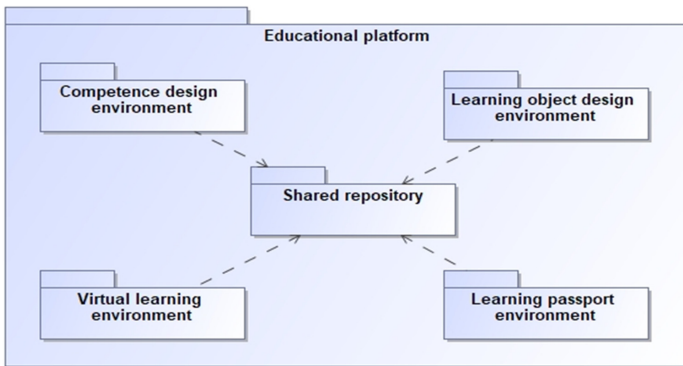 Educational platform
Competence design
environment
Learning object design
environment
Shared repository
Virtual learning
environment
Learning passport
environment